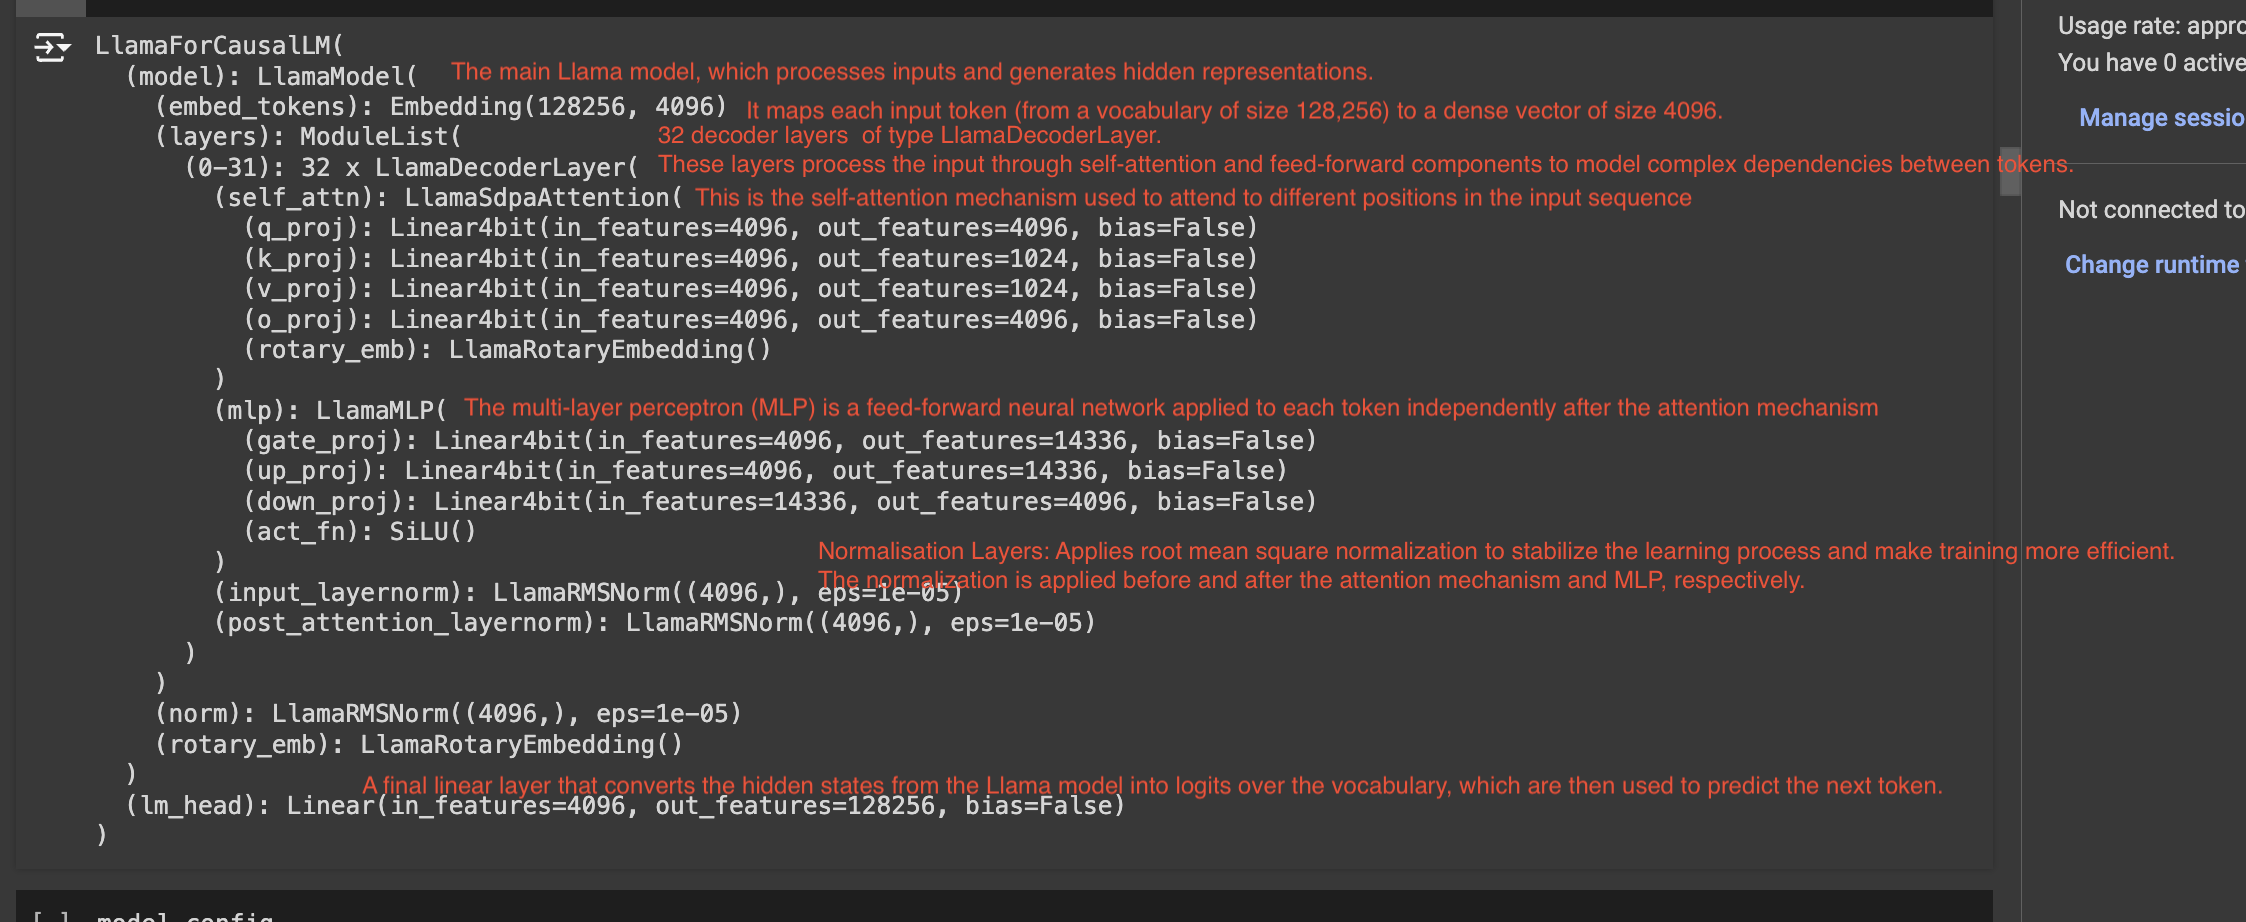 LlamaForCausalLM(
(model): LlamaModel( The main Llama model, which processes inputs and generates hidden representations.
(embed_tokens): Embedding(128256, 4096) It maps each input token (from a vocabulary of size 128,256) to a dense vector of size 4096.
(layers): ModuleList( 32 decoder layers of type LlamaDecoderLayer.
(0-31): 32 x LlamaDecoderLayer( These layers process the input through self-attention and feed-forward components to model complex dependencies between tokens.
(self_attn): LlamaSdpaAttention( This is the self-attention mechanism used to attend to different positions in the input sequence
(q_proj): Linear4bit(in_features=4096, out_features=4096, bias=False)
(k_proj): Linear4bit(in_features=4096, out_features=1024, bias=False)
(v_proj): Linear4bit(in_features=4096, out_features=1024, bias=False)
(o_proj): Linear4bit(in_features=4096, out_features=4096, bias=False)
(rotary_emb): LlamaRotaryEmbedding()
)
(mlp): LlamaMLP( The multi-layer perceptron (MLP) is a feed-forward neural network applied to each token independently after the attention mechanism
(gate_proj): Linear4bit(in_features=4096, out_features=14336, bias=False)
(up_proj): Linear4bit(in_features=4096, out_features=14336, bias=False)
(down_proj): Linear4bit(in_features=14336, out_features=4096, bias=False)
(act_fn): SiLU()
)
Normalisation Layers: Applies root mean square normalization to stabilize the learning process and make training more efficient.
The normalization is applied before and after the attention mechanism and MLP, respectively.
(input_layernorm): LlamaRMSNorm((4096,), eps=1e-05)
(post_attention_layernorm): LlamaRMSNorm((4096,), eps=1e-05)
)
)
(norm): LlamaRMSNorm((4096,), eps=1e-05)
(rotary_emb): LlamaRotaryEmbedding()
)
A final linear layer that converts the hidden states from the Llama model into logits over the vocabulary, which are then used to predict the next token.
(lm_head): Linear(in_features=4096, out_features=128256, bias=False)
)
[ ] model.config
Usage rate: appro
You have 0 active
Manage sessio
Not connected to
Change runtime